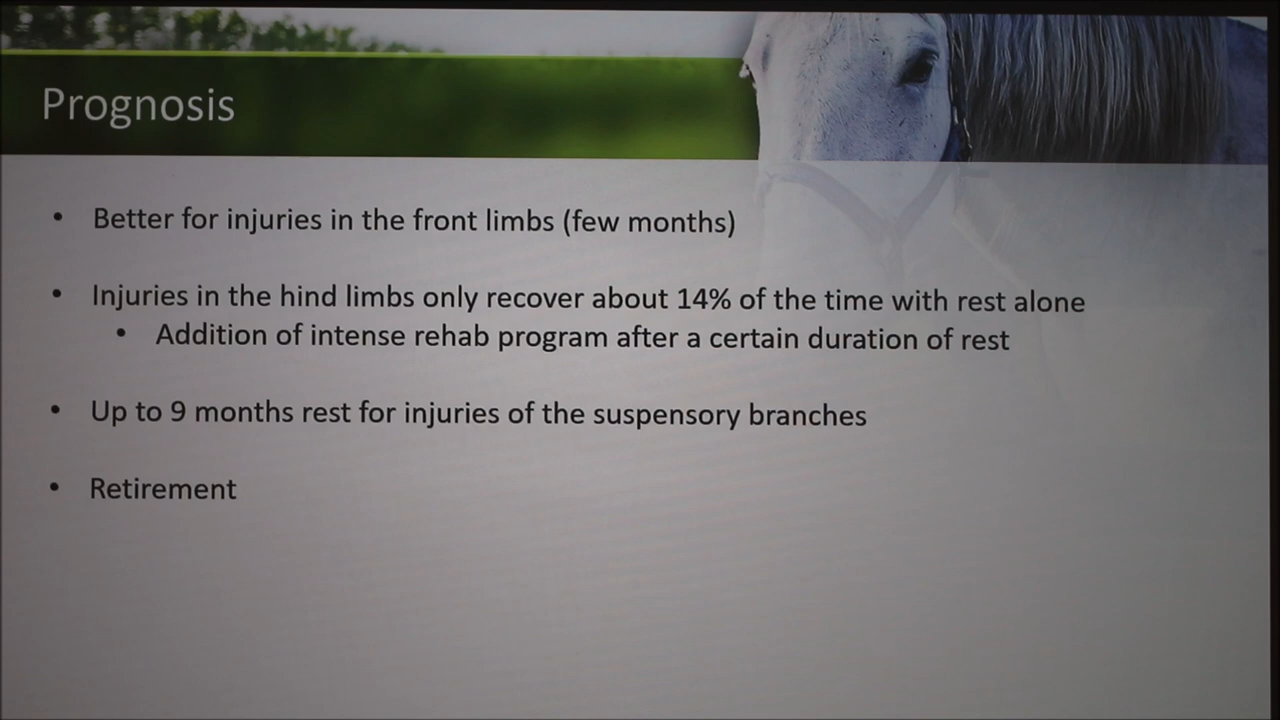 Prognosis
• Better for injuries in the front limbs (few months)
• Injuries in the hind limbs only recover about 14% of the time with rest alone
• Addition of intense rehab program after a certain duration of rest
• Up to 9 months rest for injuries of the suspensory branches
• Retirement